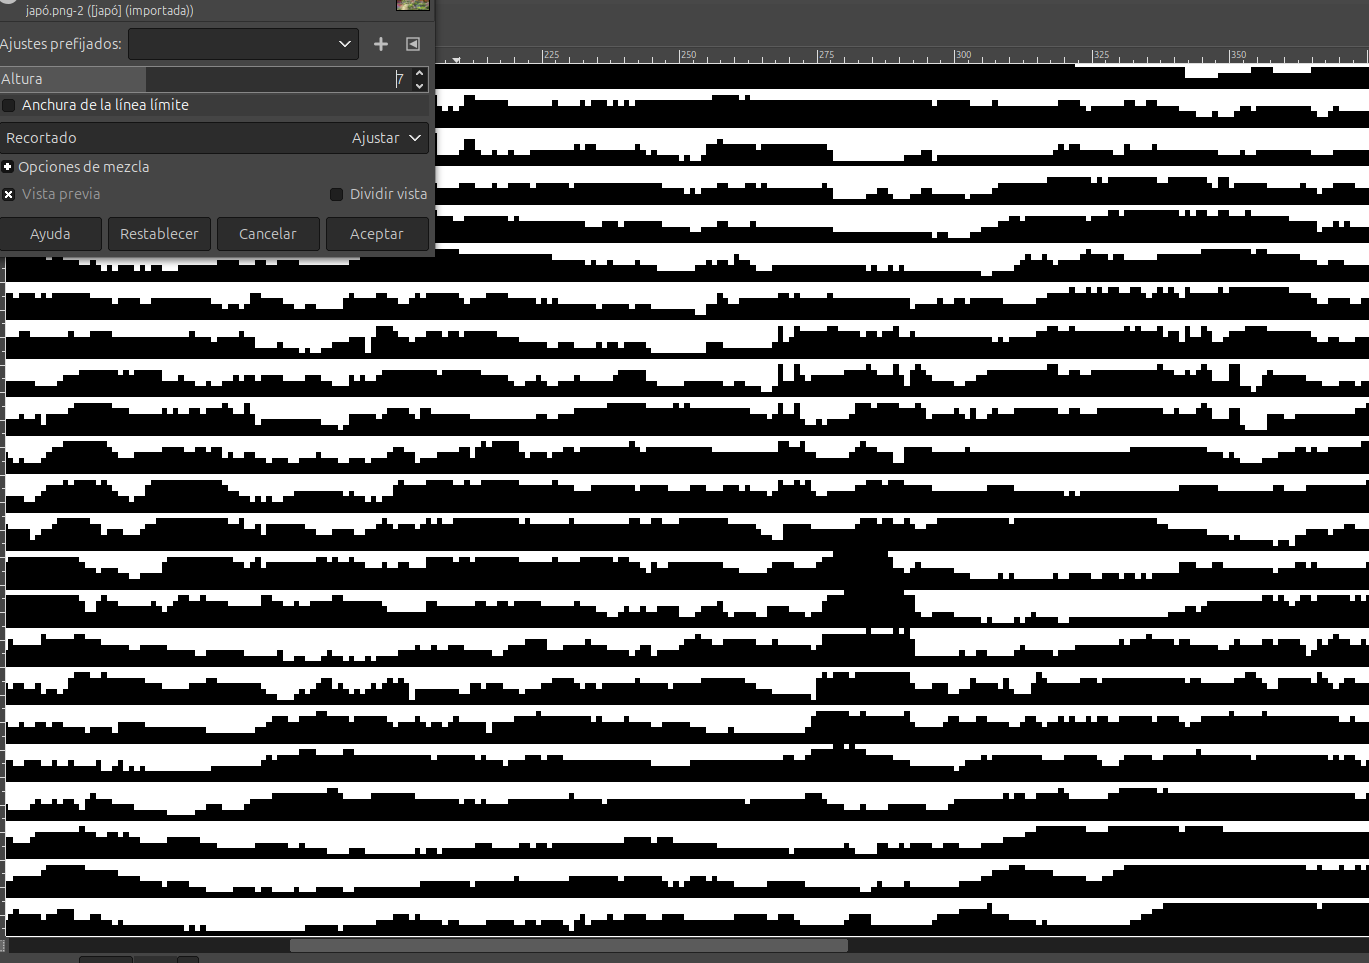 japó.png-2 ([japó] (importada))
Ajustes prefijados:
225 250 275 300 325 350
Altura 7
Anchura de la línea límite
Recortado Ajustar
Opciones de mezcla
Vista previa Dividir vista
Ayuda Restablecer Cancelar Aceptar